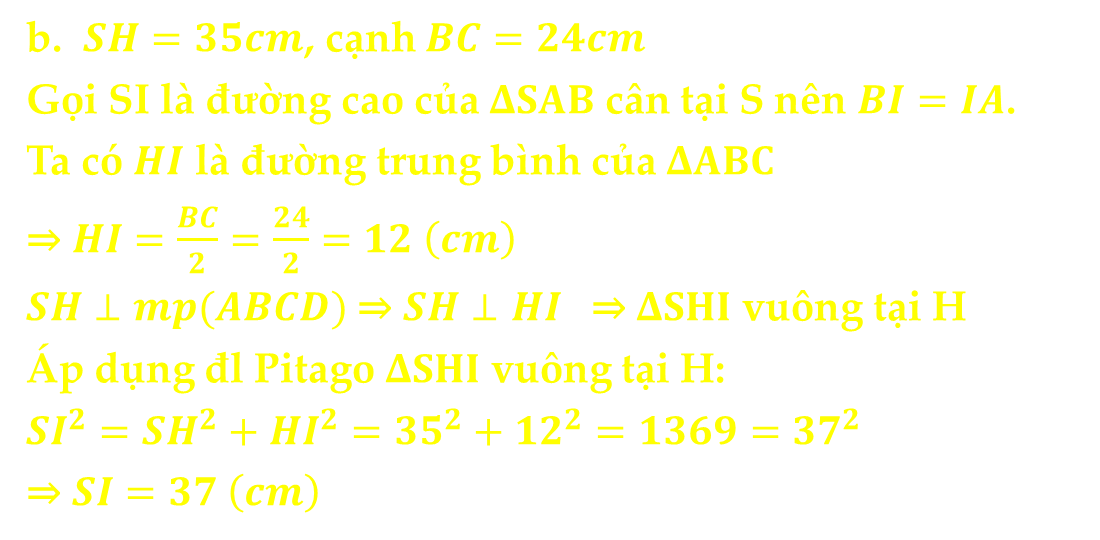 b. SH = 35cm, cạnh BC = 24cm
Gọi SI là đường cao của ΔSAB cân tại S nên BI = IA.
Ta có HI là đường trung bình của ΔABC
⇒ HI = BC/2 = 24/2 = 12 (cm)
SH ⊥ mp(ABCD) ⇒ SH ⊥ HI ⇒ ΔSHI vuông tại H
Áp dụng đl Pitago ΔSHI vuông tại H:
SI² = SH² + HI² = 35² + 12² = 1369 = 37²
⇒ SI = 37 (cm)